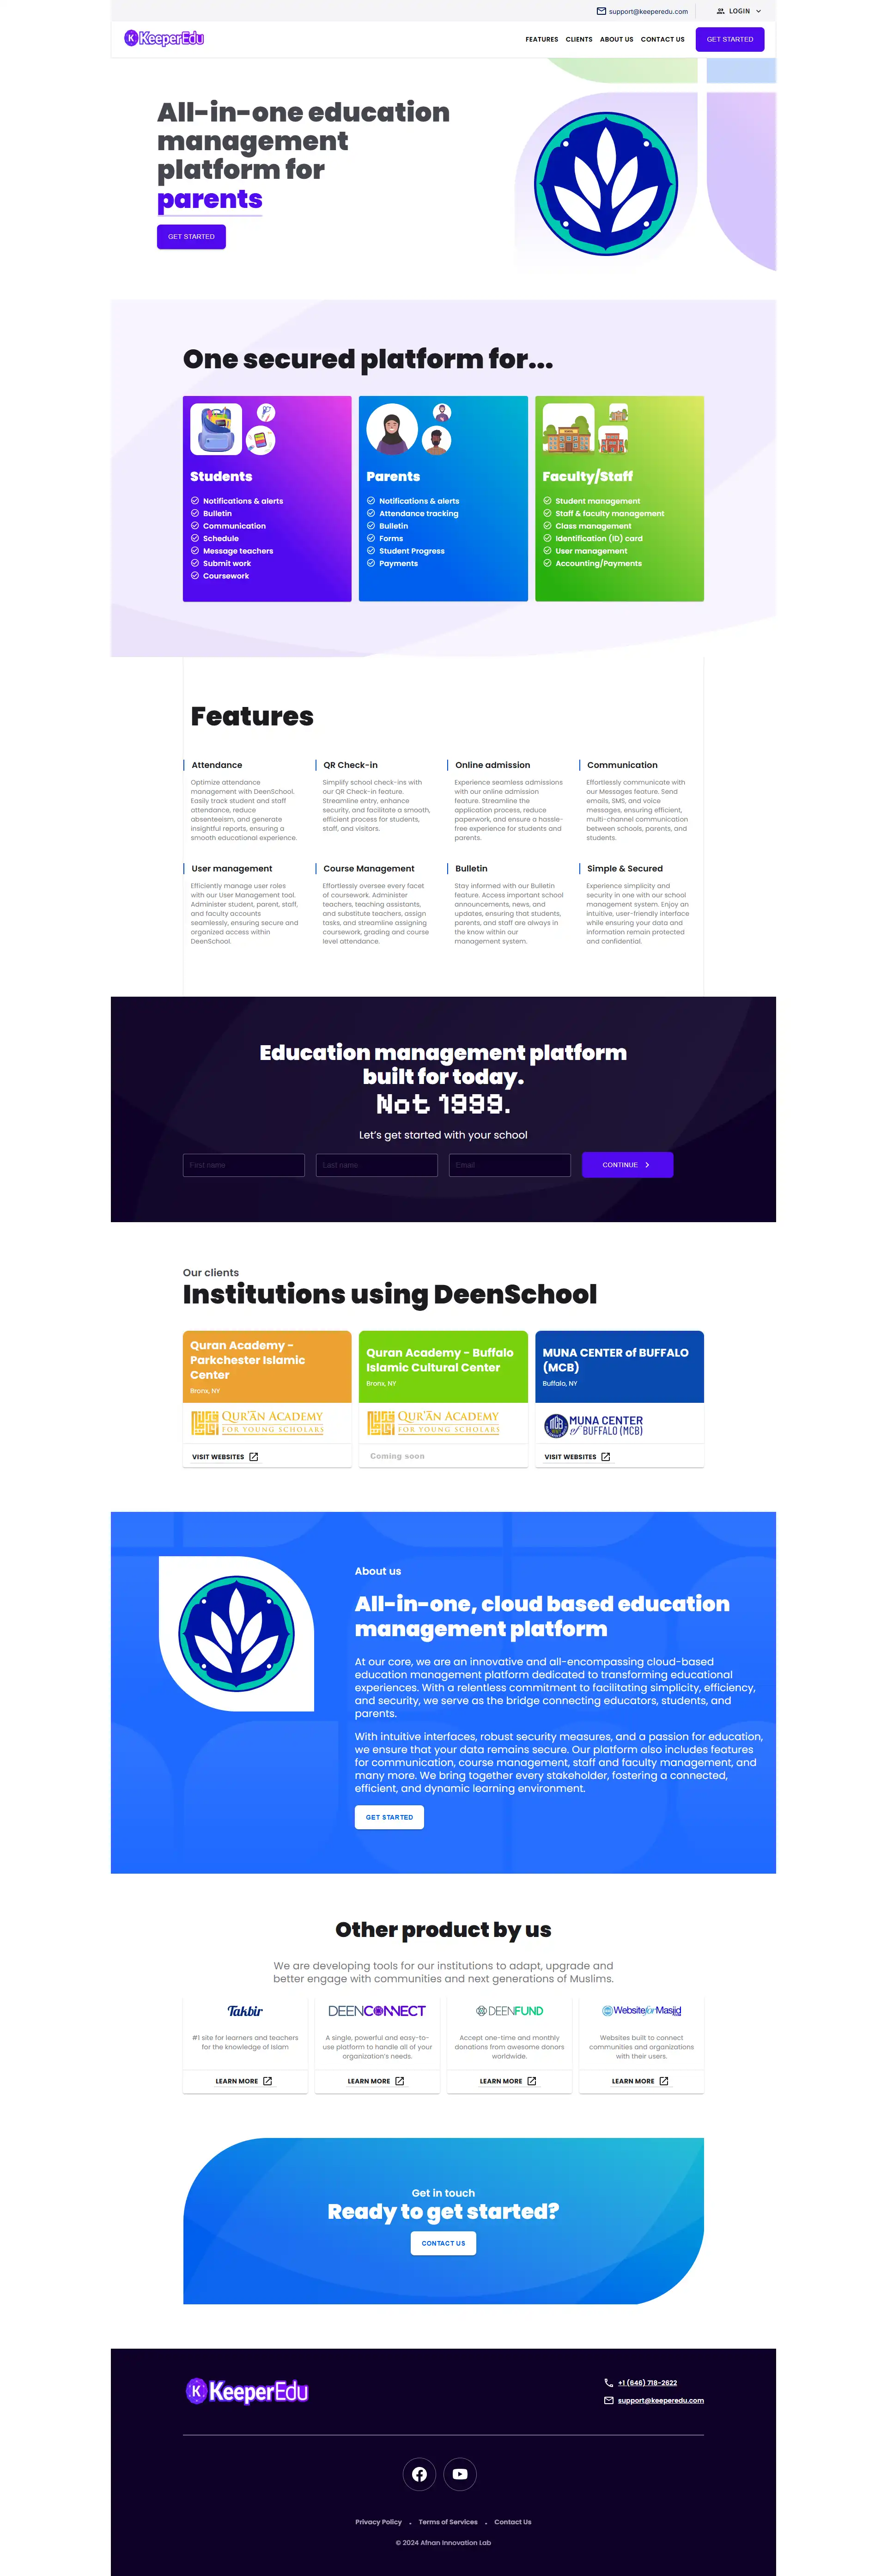 support@keeperedu.com
LOGIN
K KeeperEdu
FEATURES CLIENTS ABOUT US CONTACT US GET STARTED
All-in-one education
management
platform for
parents
GET STARTED
One secured platform for...
Students
Notifications & alerts
Bulletin
Communication
Schedule
Message teachers
Submit work
Coursework
Parents
Notifications & alerts
Attendance tracking
Bulletin
Forms
Student Progress
Payments
Faculty/Staff
Student management
Staff & faculty management
Class management
Identification (ID) card
User management
Accounting/Payments
Features
Attendance
Optimize attendance
management with DeenSchool.
Easily track student and staff
attendance, reduce
absenteeism, and generate
insightful reports, ensuring a
smooth educational experience.
QR Check-in
Simplify school check-ins with
our QR Check-in feature.
Streamline entry, enhance
security, and facilitate a smooth,
efficient process for students,
staff, and visitors.
Online admission
Experience seamless admissions
with our online admission
feature. Streamline the
application process, reduce
paperwork, and ensure a hassle-
free experience for students and
parents.
Communication
Effortlessly communicate with
our Messages feature. Send
emails, SMS, and voice
messages, ensuring efficient,
multi-channel communication
between schools, parents, and
students.
User management
Efficiently manage user roles
with our User Management tool.
Administer student, parent, staff,
and faculty accounts
seamlessly, ensuring secure and
organized access within
DeenSchool.
Course Management
Effortlessly oversee every facet
of coursework. Administer
teachers, teaching assistants,
and substitute teachers, assign
tasks, and streamline assigning
coursework, grading and course
level attendance.
Bulletin
Stay informed with our Bulletin
feature. Access important school
announcements, news, and
updates, ensuring that students,
parents, and staff are always in
the know within our
management system.
Simple & Secured
Experience simplicity and
security in one with our school
management system. Enjoy an
intuitive, user-friendly interface
while ensuring your data and
information remain protected
and confidential.
Education management platform
built for today.
Not 1999.
Let's get started with your school
First name
Last name
Email
CONTINUE
Our clients
Institutions using DeenSchool
Quran Academy -
Parkchester Islamic
Center
Bronx, NY
QUR'AN ACADEMY
FOR YOUNG SCHOLARS
VISIT WEBSITES
Quran Academy - Buffalo
Islamic Cultural Center
Bronx, NY
QUR'AN ACADEMY
FOR YOUNG SCHOLARS
Coming soon
MUNA CENTER of BUFFALO
(MCB)
Buffalo, NY
MUNA CENTER
of BUFFALO (MCB)
VISIT WEBSITES
About us
All-in-one, cloud based education
management platform
At our core, we are an innovative and all-encompassing cloud-based
education management platform dedicated to transforming educational
experiences. With a relentless commitment to facilitating simplicity, efficiency,
and security, we serve as the bridge connecting educators, students, and
parents.
With intuitive interfaces, robust security measures, and a passion for education,
we ensure that your data remains secure. Our platform also includes features
for communication, course management, staff and faculty management, and
many more. We bring together every stakeholder, fostering a connected,
efficient, and dynamic learning environment.
GET STARTED
Other product by us
We are developing tools for our institutions to adapt, upgrade and
better engage with communities and next generations of Muslims.
Takbir
#1 site for learners and teachers
for the knowledge of Islam
LEARN MORE
DEENCONNECT
A single, powerful and easy-to-
use platform to handle all of your
organization's needs.
LEARN MORE
DEENFUND
Accept one-time and monthly
donations from awesome donors
worldwide.
LEARN MORE
WebsiteforMasjid
Websites built to connect
communities and organizations
with their users.
LEARN MORE
Get in touch
Ready to get started?
CONTACT US
K KeeperEdu
+1 (646) 718-2622
support@keeperedu.com
Privacy Policy . Terms of Services . Contact Us
© 2024 Afnan Innovation Lab